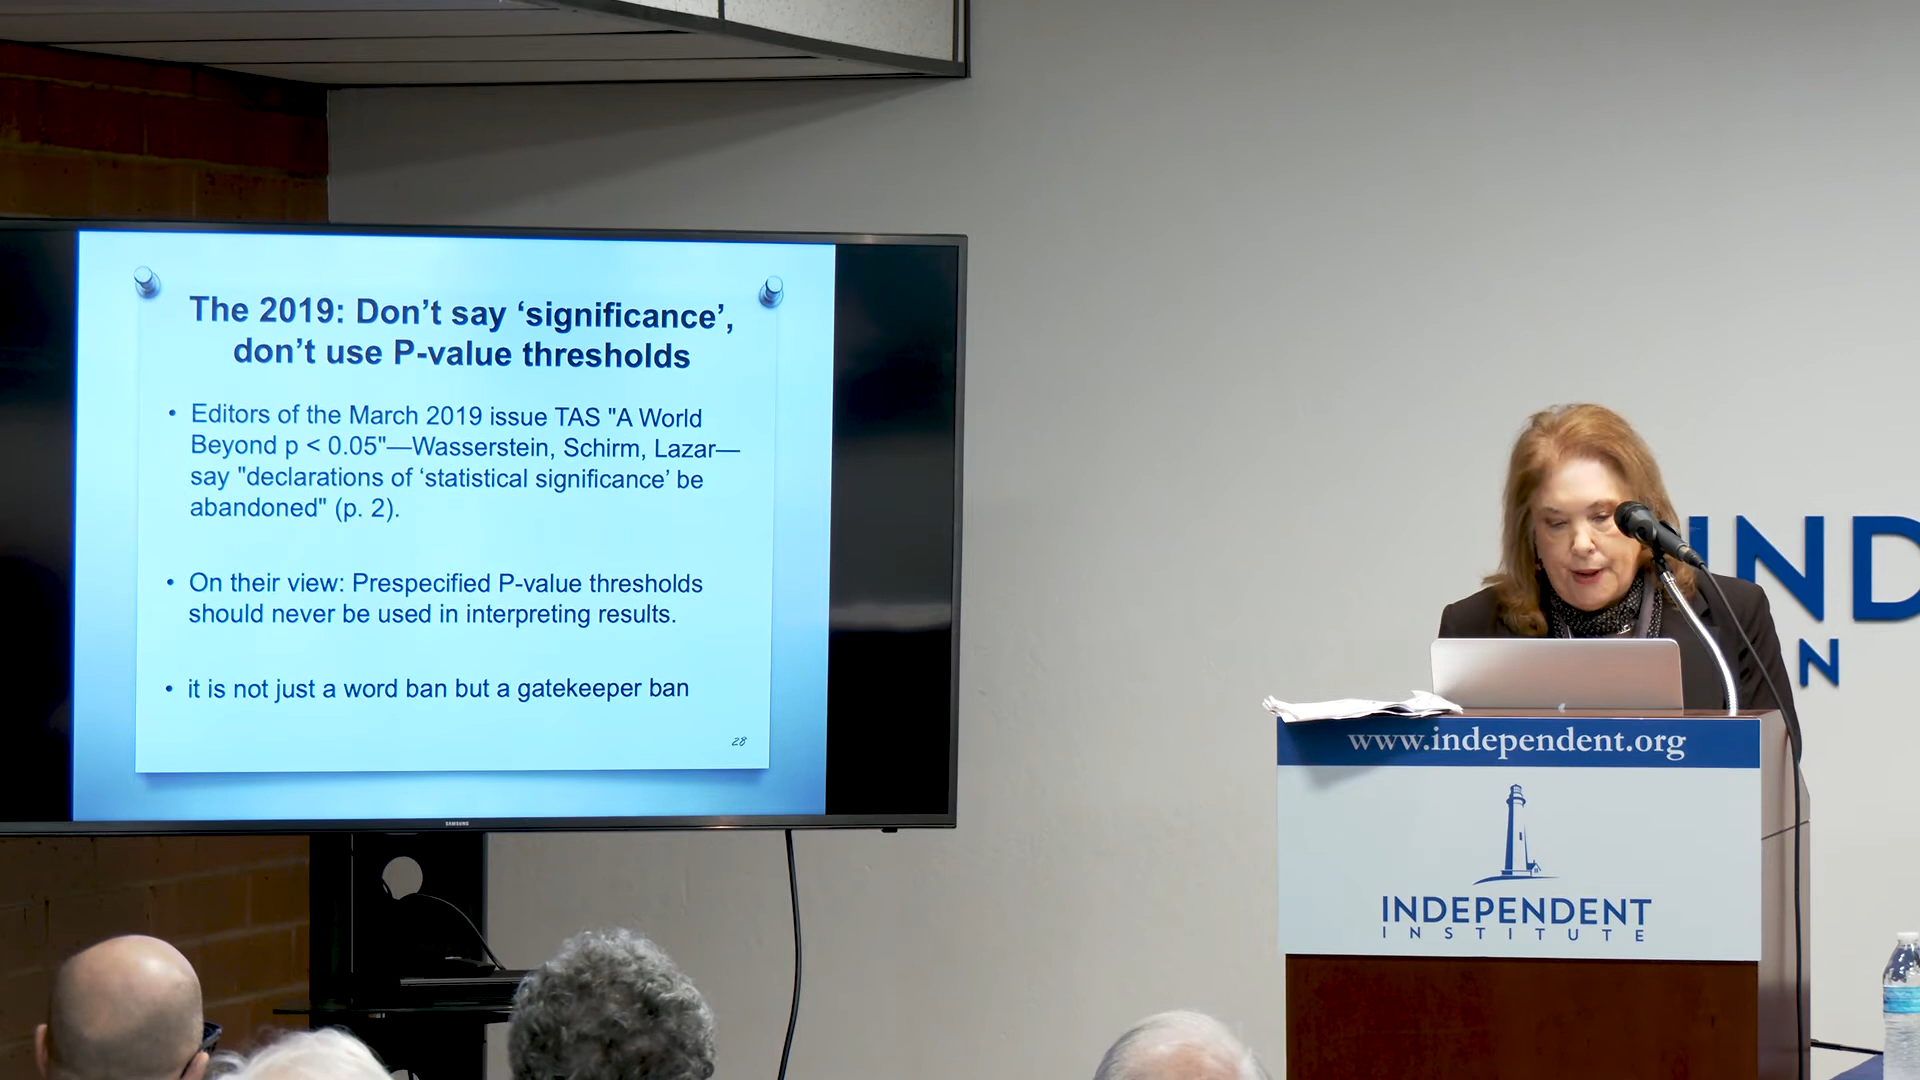 The 2019: Don't say ‘significance’,
don't use P-value thresholds
• Editors of the March 2019 issue TAS "A World
Beyond p < 0.05"—Wasserstein, Schirm, Lazar—
say "declarations of ‘statistical significance’ be
abandoned" (p. 2).
• On their view: Prespecified P-value thresholds
should never be used in interpreting results.
• it is not just a word ban but a gatekeeper ban
28
SAMSUNG
IND
N
www.independent.org
INDEPENDENT
INSTITUTE